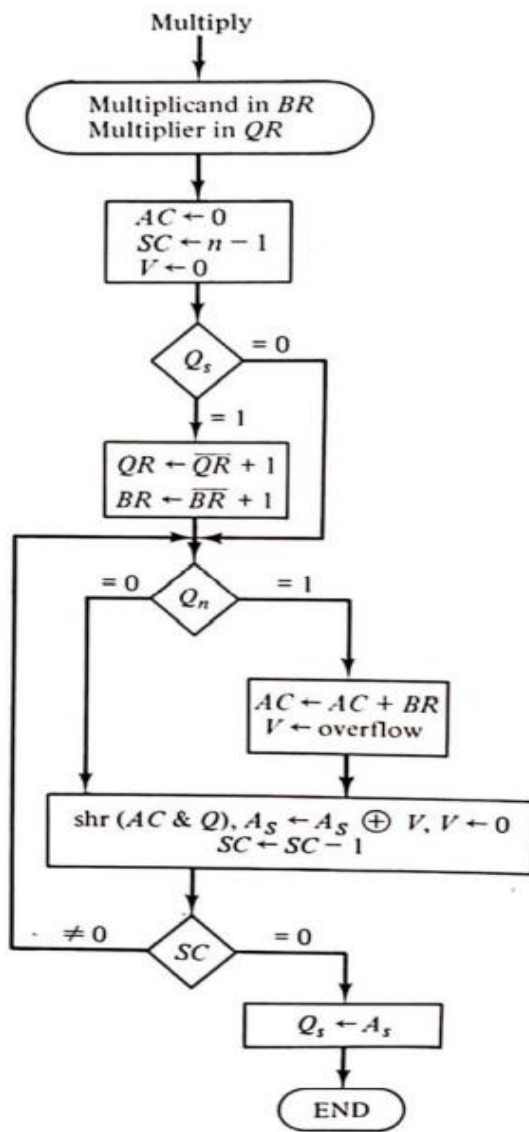 Multiply
Multiplicand in BR
Multiplier in QR
AC ← 0
SC ← n − 1
V ← 0
Qs
= 0
= 1
QR ← Q̅R̅ + 1
BR ← B̅R̅ + 1
= 0
Qn
= 1
AC ← AC + BR
V ← overflow
shr (AC & Q), AS ← AS ⊕ V, V ← 0
SC ← SC − 1
≠ 0
SC
= 0
Qs ← As
END